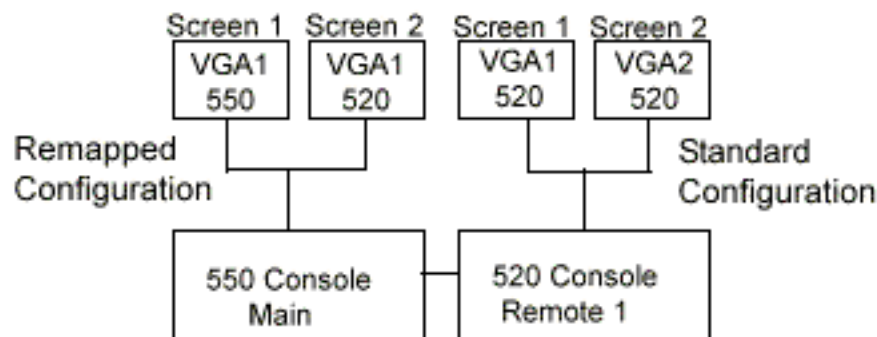 Screen 1 Screen 2 Screen 1 Screen 2
VGA1
550
VGA1
520
VGA1
520
VGA2
520
Remapped
Configuration
Standard
Configuration
550 Console
Main
520 Console
Remote 1